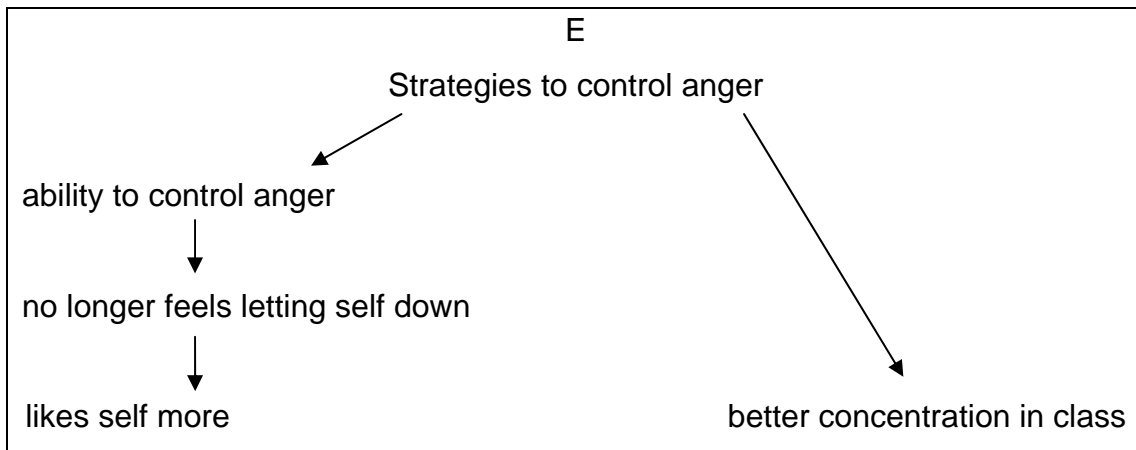 E
Strategies to control anger
ability to control anger
no longer feels letting self down
likes self more
better concentration in class